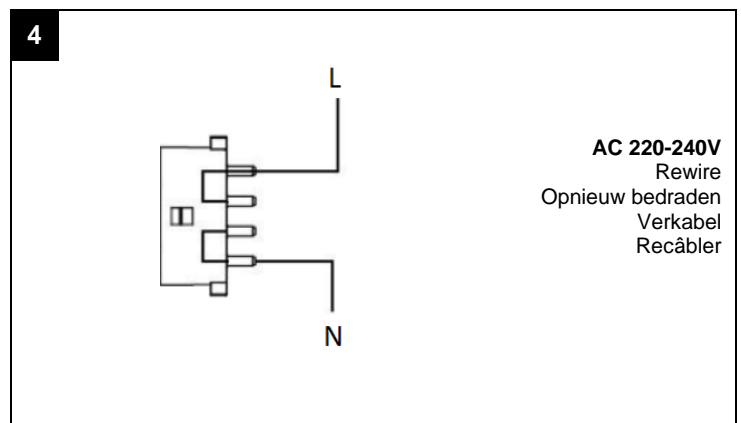 4
L
AC 220-240V
Rewire
Opnieuw bedraden
Verkabel
Recâbler
N